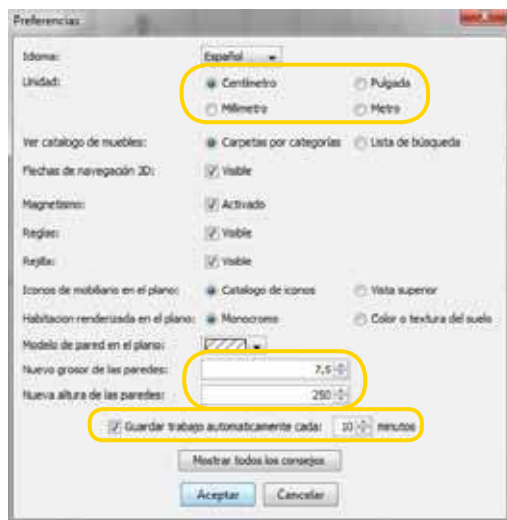 Preferencias
Idioma: Español
Unidad: Centímetro Pulgada
Milímetro Metro
Ver catalogo de muebles: Carpetas por categorías Lista de búsqueda
Flechas de navegación 3D: Visible
Magnetismo: Activado
Reglas: Visible
Rejilla: Visible
Iconos de mobiliario en el plano: Catalogo de iconos Vista superior
Habitacion renderizada en el plano: Monocromo Color o textura del suelo
Modelo de pared en el plano:
Nuevo grosor de las paredes: 7,5
Nueva altura de las paredes: 250
Guardar trabajo automaticamente cada: 10 minutos
Mostrar todos los consejos
Aceptar Cancelar